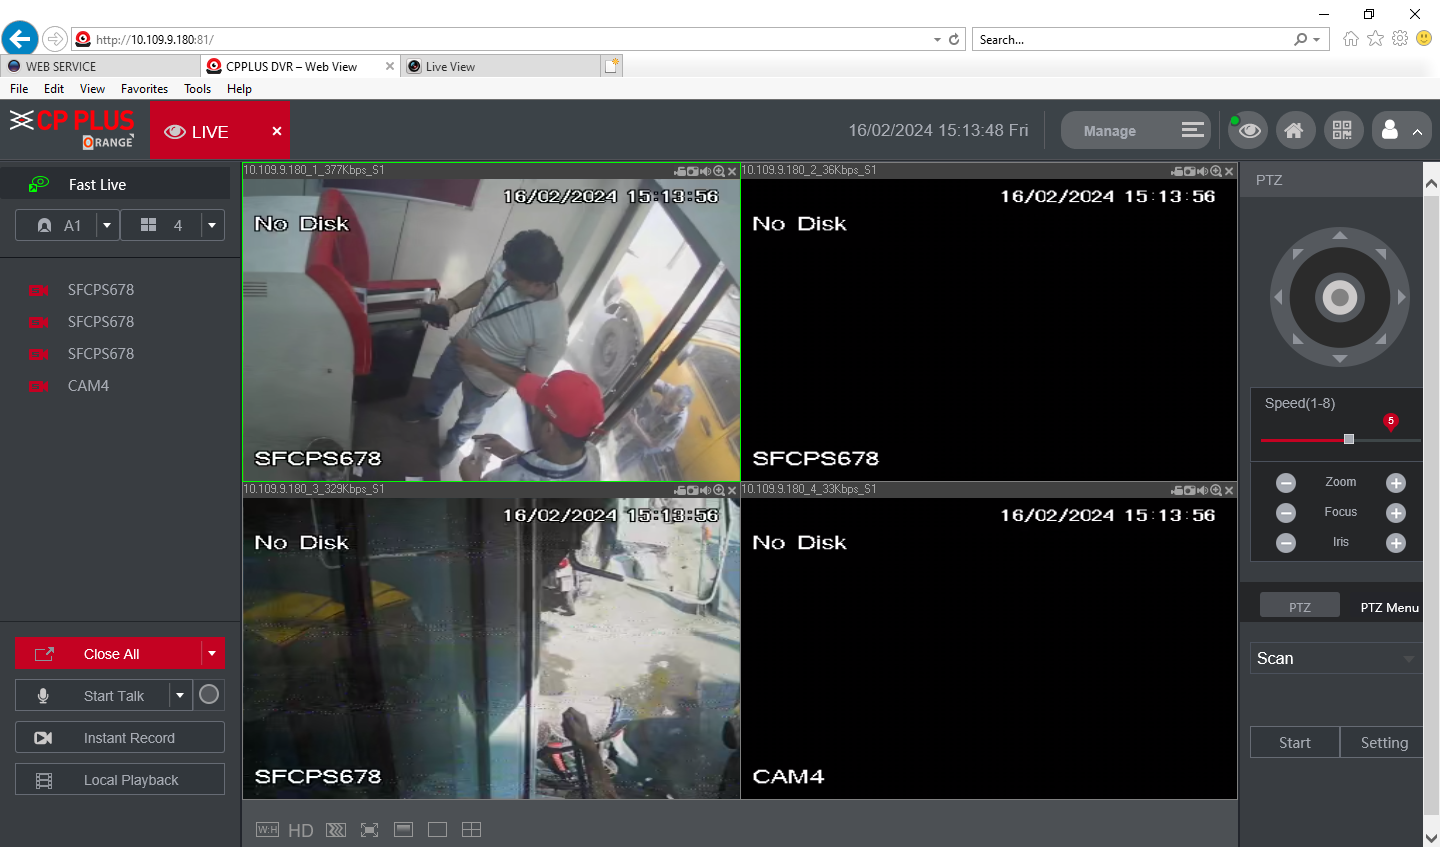 http://10.109.9.180:81/
Search...
WEB SERVICE
CPPLUS DVR – Web View
Live View
File Edit View Favorites Tools Help
CP PLUS
ORANGE
LIVE
16/02/2024 15:13:48 Fri
Manage
Fast Live
A1
4
SFCPS678
SFCPS678
SFCPS678
CAM4
Close All
Start Talk
Instant Record
Local Playback
10.109.9.180_1_377Kbps_S1
16/02/2024 15:13:56
No Disk
SFCPS678
10.109.9.180_2_36Kbps_S1
16/02/2024 15:13:56
No Disk
SFCPS678
10.109.9.180_3_329Kbps_S1
16/02/2024 15:13:56
No Disk
SFCPS678
10.109.9.180_4_33Kbps_S1
16/02/2024 15:13:56
No Disk
CAM4
W:H
HD
PTZ
Speed(1-8)
5
Zoom
Focus
Iris
PTZ
PTZ Menu
Scan
Start
Setting